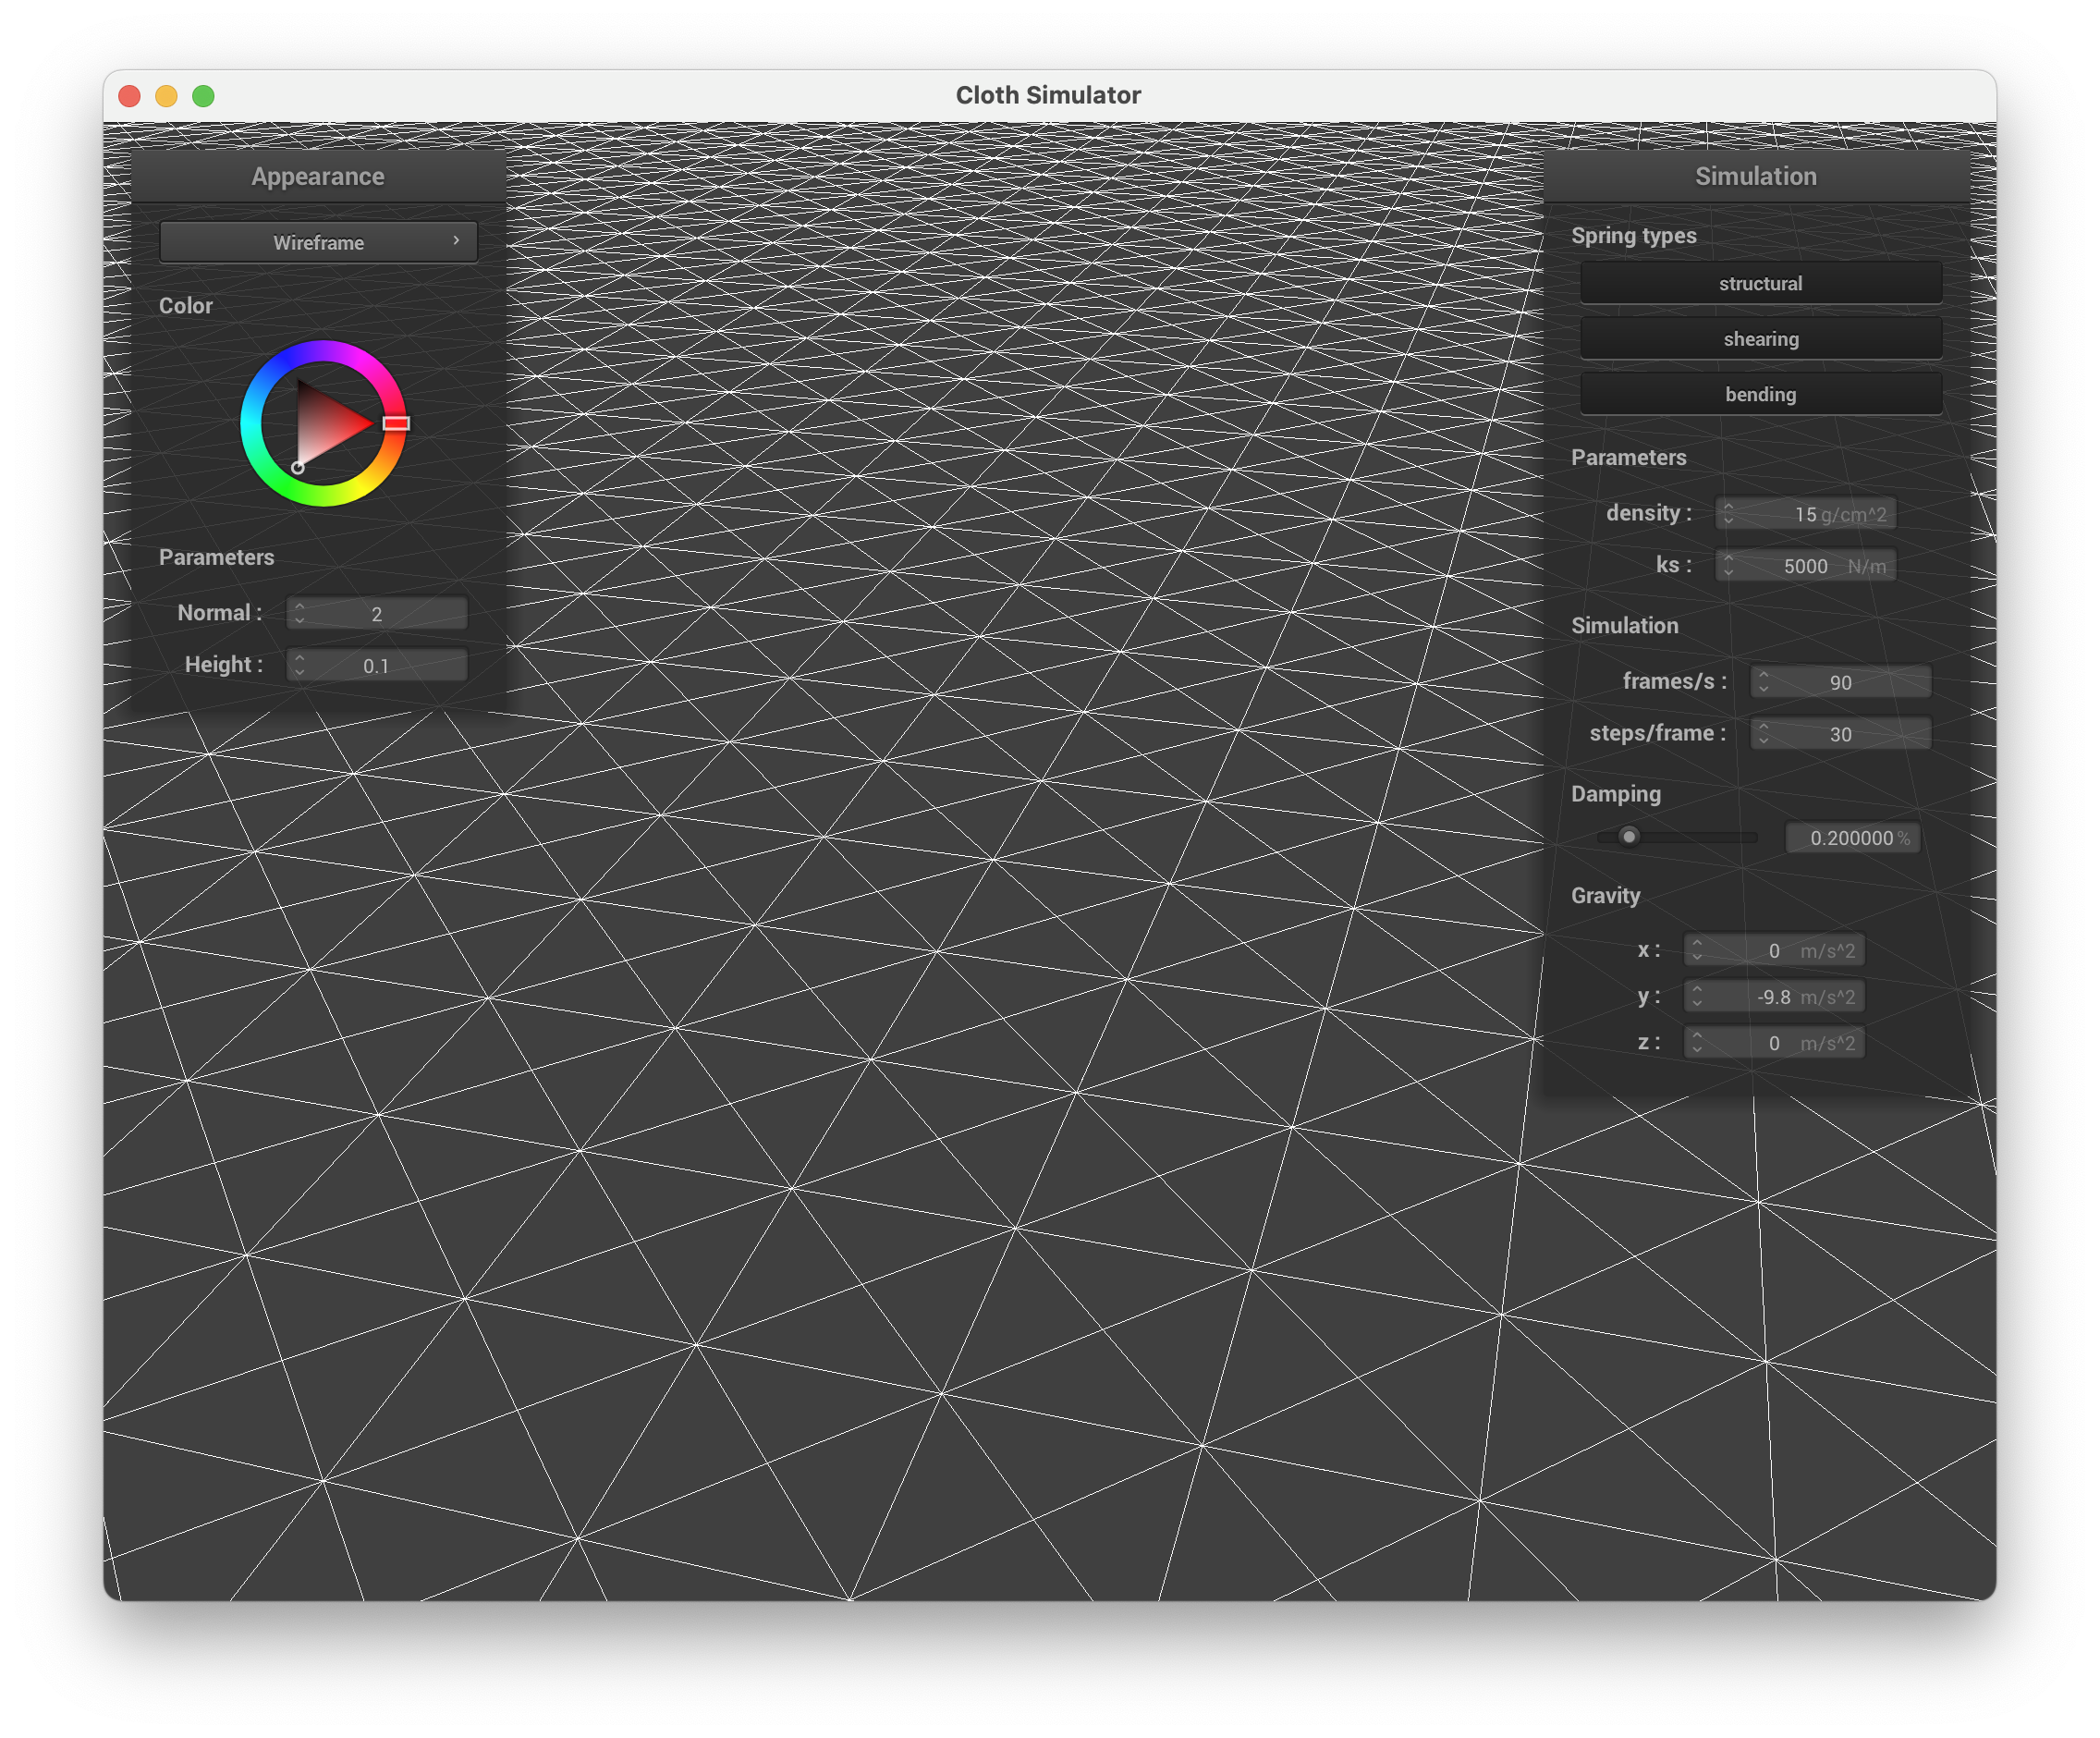 Cloth Simulator
Appearance
Wireframe
Color
Parameters
Normal : 2
Height : 0.1
Simulation
Spring types
structural
shearing
bending
Parameters
density : 15 g/cm^2
ks : 5000 N/m
Simulation
frames/s : 90
steps/frame : 30
Damping
0.200000 %
Gravity
x : 0 m/s^2
y : -9.8 m/s^2
z : 0 m/s^2